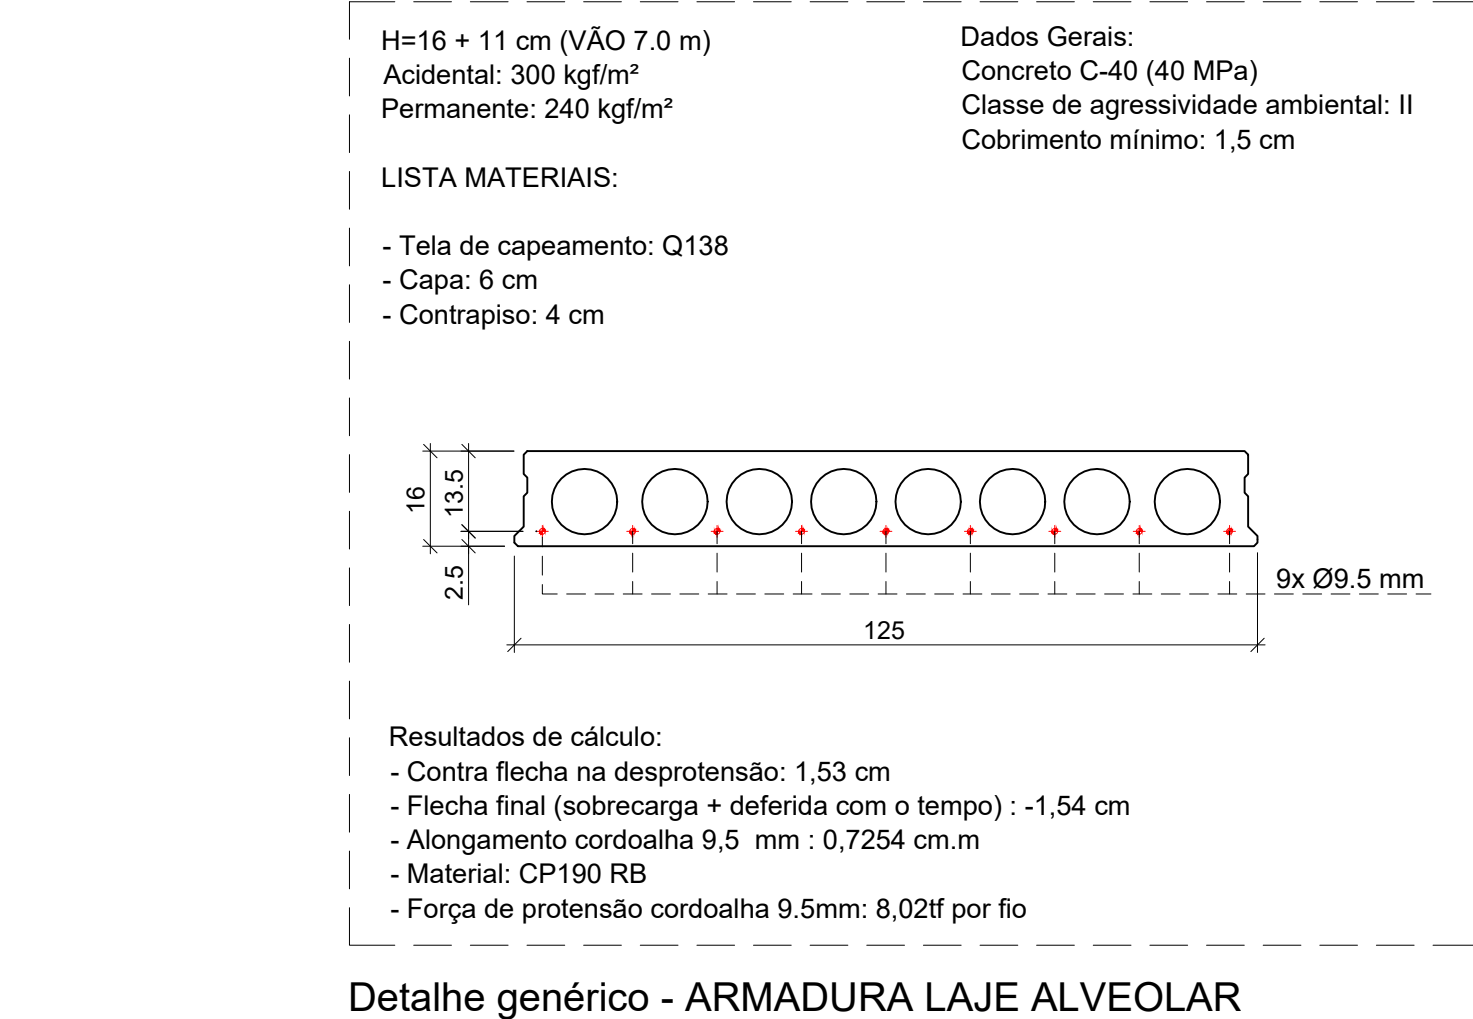 H=16 + 11 cm (VÃO 7.0 m)
Acidental: 300 kgf/m²
Permanente: 240 kgf/m²
LISTA MATERIAIS:
- Tela de capeamento: Q138
- Capa: 6 cm
- Contrapiso: 4 cm
Dados Gerais:
Concreto C-40 (40 MPa)
Classe de agressividade ambiental: II
Cobrimento mínimo: 1,5 cm
16
13.5
2.5
9x Ø9.5 mm
125
Resultados de cálculo:
- Contra flecha na desprotensão: 1,53 cm
- Flecha final (sobrecarga + deferida com o tempo) : -1,54 cm
- Alongamento cordoalha 9,5  mm : 0,7254 cm.m
- Material: CP190 RB
- Força de protensão cordoalha 9.5mm: 8,02tf por fio
Detalhe genérico - ARMADURA LAJE ALVEOLAR